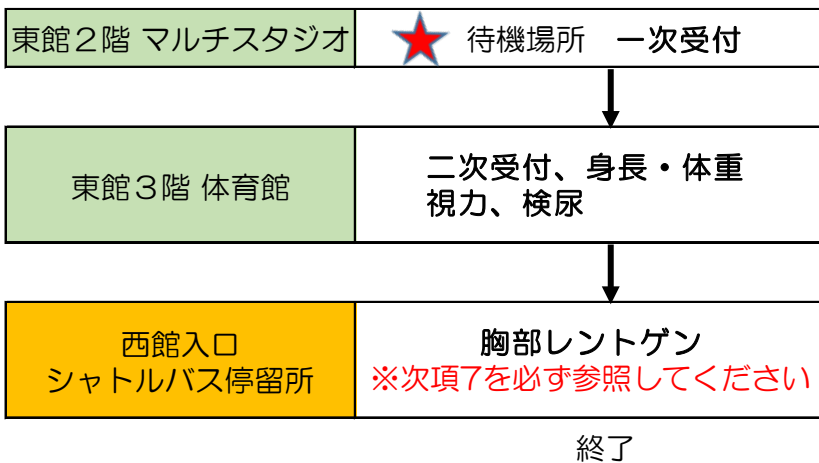 東館２階 マルチスタジオ
待機場所　一次受付
東館３階 体育館
二次受付、身長・体重
視力、検尿
西館入口
シャトルバス停留所
胸部レントゲン
※次項7を必ず参照してください
終了